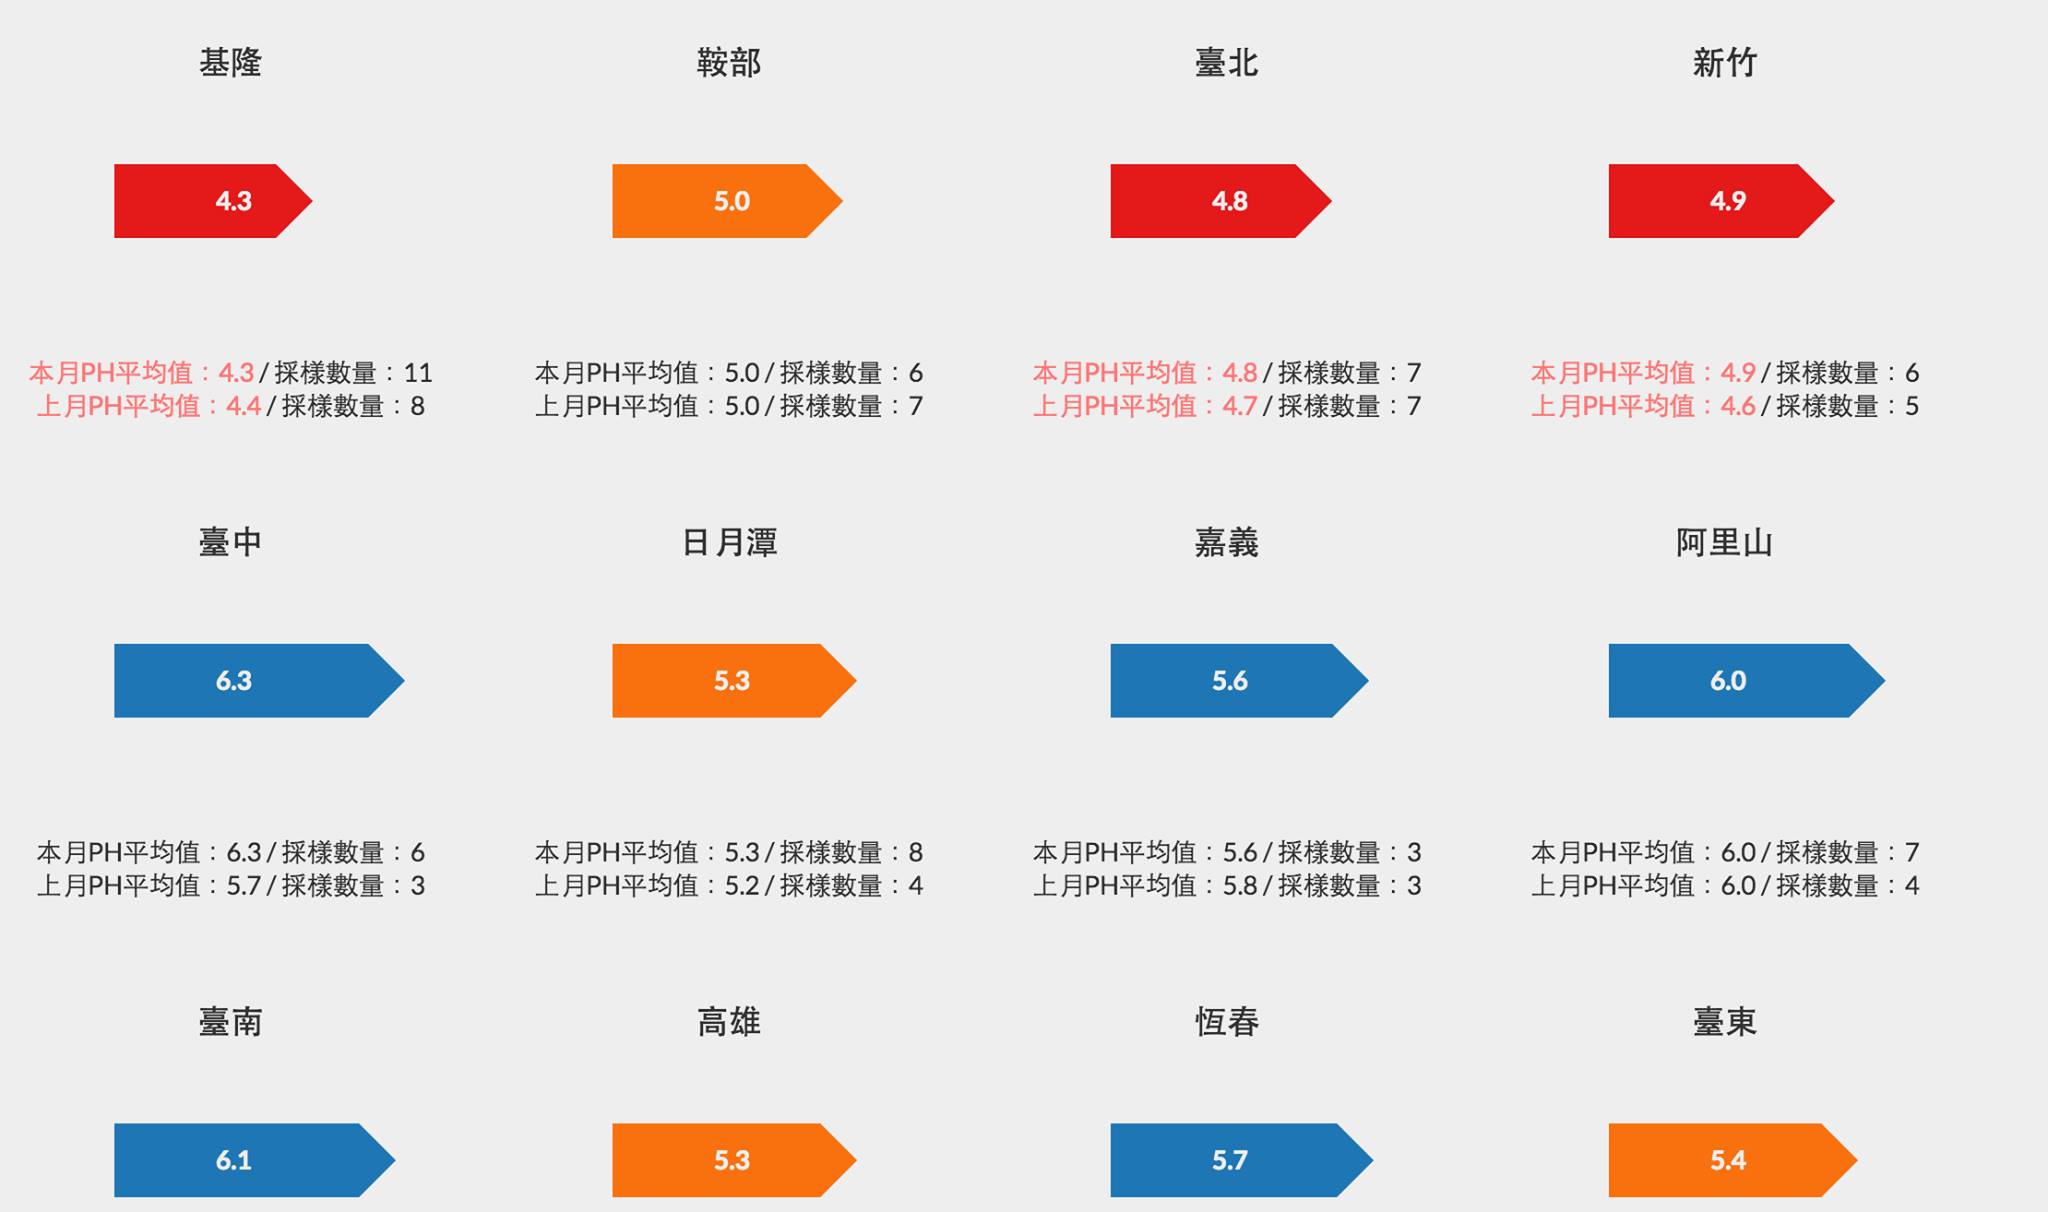 基隆
鞍部
臺北
新竹
4.3
5.0
4.8
4.9
本月PH平均值：4.3 / 採樣數量：11
上月PH平均值：4.4 / 採樣數量：8
本月PH平均值：5.0 / 採樣數量：6
上月PH平均值：5.0 / 採樣數量：7
本月PH平均值：4.8 / 採樣數量：7
上月PH平均值：4.7 / 採樣數量：7
本月PH平均值：4.9 / 採樣數量：6
上月PH平均值：4.6 / 採樣數量：5
臺中
日月潭
嘉義
阿里山
6.3
5.3
5.6
6.0
本月PH平均值：6.3 / 採樣數量：6
上月PH平均值：5.7 / 採樣數量：3
本月PH平均值：5.3 / 採樣數量：8
上月PH平均值：5.2 / 採樣數量：4
本月PH平均值：5.6 / 採樣數量：3
上月PH平均值：5.8 / 採樣數量：3
本月PH平均值：6.0 / 採樣數量：7
上月PH平均值：6.0 / 採樣數量：4
臺南
高雄
恆春
臺東
6.1
5.3
5.7
5.4